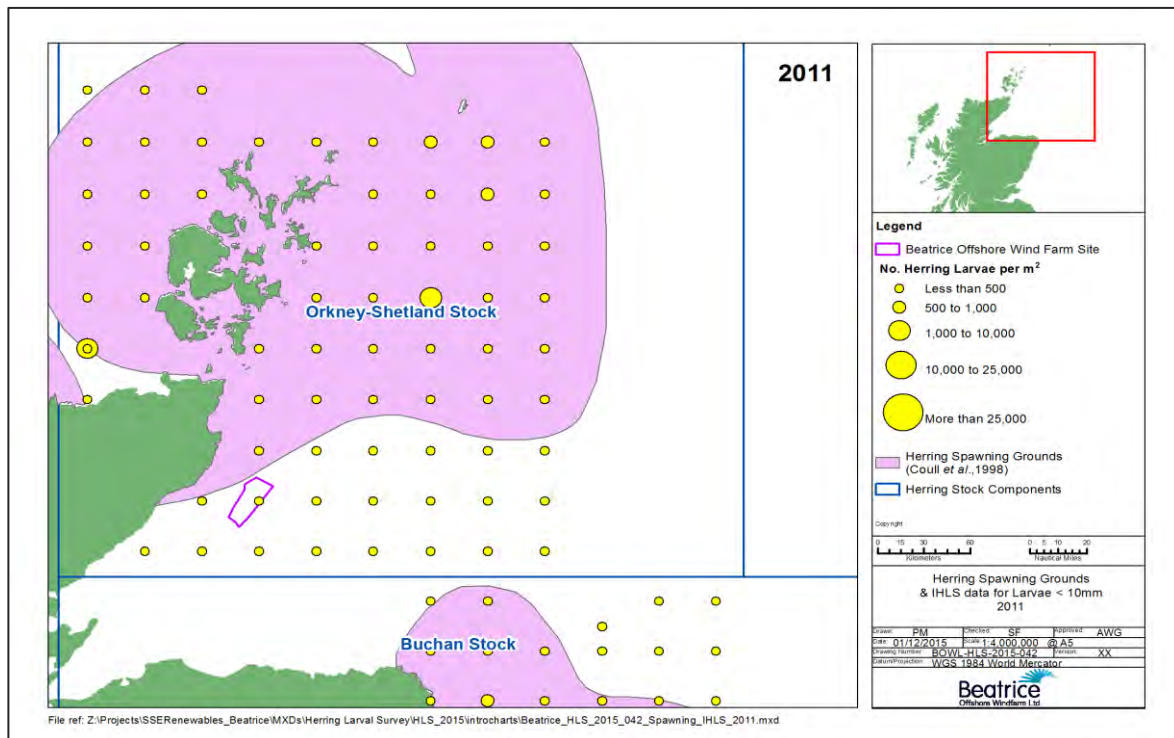 2011
Orkney-Shetland Stock
Buchan Stock
File ref: Z:\Projects\SSERenewables_Beatrice\MXDs\Herring Larval Survey\HLS_2015\introcharts\Beatrice_HLS_2015_042_Spawning_IHLS_2011.mxd
Legend
Beatrice Offshore Wind Farm Site
No. Herring Larvae per m²
Less than 500
500 to 1,000
1,000 to 10,000
10,000 to 25,000
More than 25,000
Herring Spawning Grounds
(Coull et al.,1998)
Herring Stock Components
Copyright
0 15 30 60
Kilometers
0 5 10 20
Nautical Miles
Herring Spawning Grounds
& IHLS data for Larvae < 10mm
2011
Drawn: PM Checked: SF Approved: AWG
Date: 01/12/2015 Scale: 1:4,000,000 @ A5
Drawing Number: BOWL-HLS-2015-042 Version: XX
Datum/Projection: WGS 1984 World Mercator
Beatrice
Offshore Windfarm Ltd